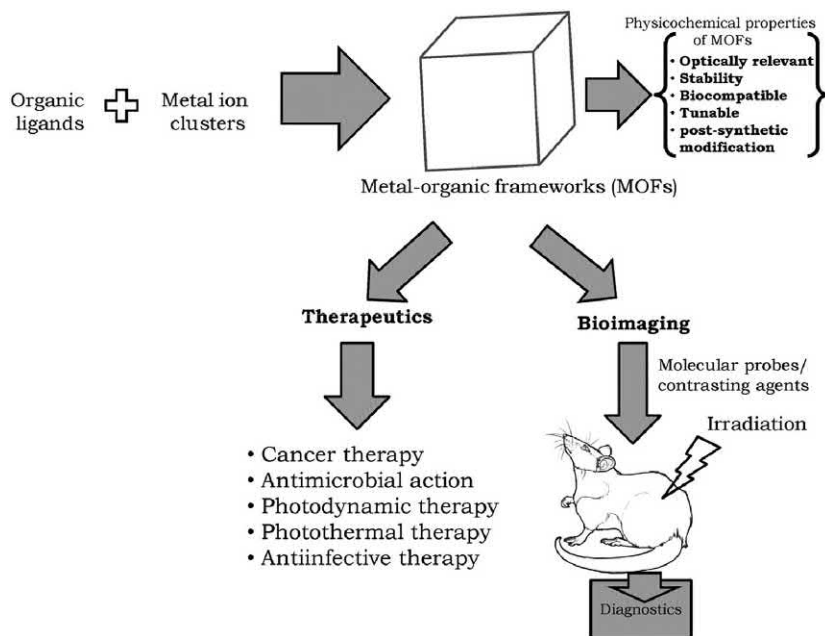 Organic
ligands
Metal ion
clusters
Metal-organic frameworks (MOFs)
Physicochemical properties
of MOFs
• Optically relevant
• Stability
• Biocompatible
• Tunable
• post-synthetic
modification
Therapeutics
• Cancer therapy
• Antimicrobial action
• Photodynamic therapy
• Photothermal therapy
• Antiinfective therapy
Bioimaging
Molecular probes/
contrasting agents
Irradiation
Diagnostics